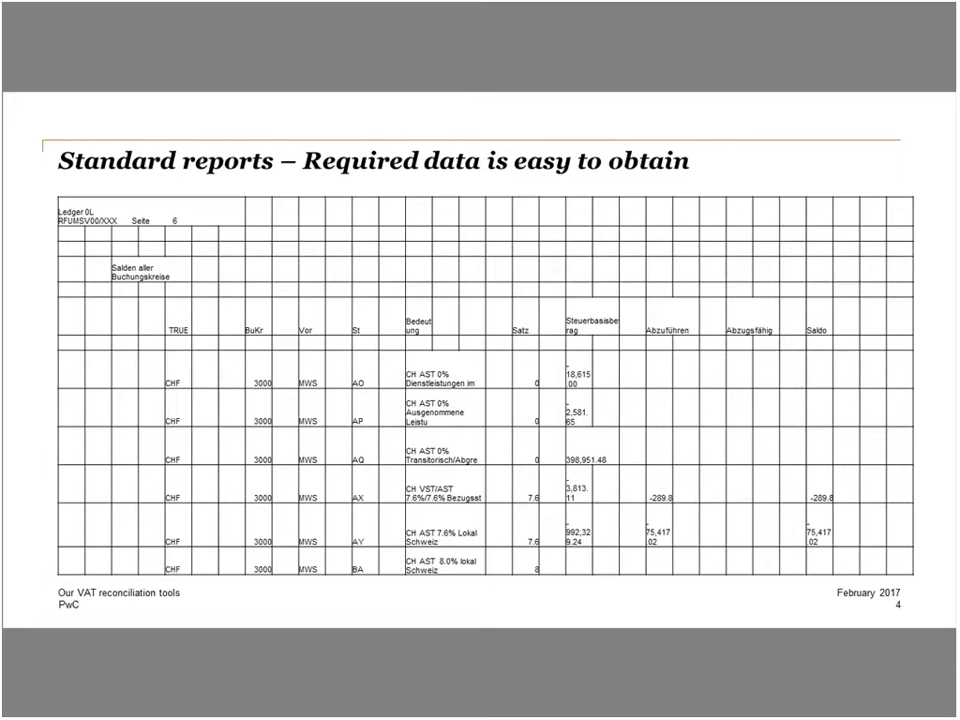 Standard reports – Required data is easy to obtain
Ledger 0L
RFUMSV00/XXX Seite 6
Salden aller
Buchungskreise
TRUE BuKr Vor St Bedeut
ung Satz Steuerbasisbe
trag Abzuführen Abzugsfähig Saldo
CHF 3000 MWS AO CH AST 0%
Dienstleistungen im 0 -
18,615
.00
CHF 3000 MWS AP CH AST 0%
Ausgenommene
Leistu 0 -
2,581.
65
CHF 3000 MWS AQ CH AST 0%
Transitorisch/Abgre 0 398,951.48
CHF 3000 MWS AX CH VST/AST
7.6%/7.6% Bezugsst 7.6 -
3,813.
11 -289.8 -289.8
CHF 3000 MWS AY CH AST 7.6% Lokal
Schweiz 7.6 -
992,32
9.24 -
75,417
.02 -
75,417
.02
CHF 3000 MWS BA CH AST 8.0% lokal
Schweiz 8
Our VAT reconciliation tools
PwC
February 2017
4